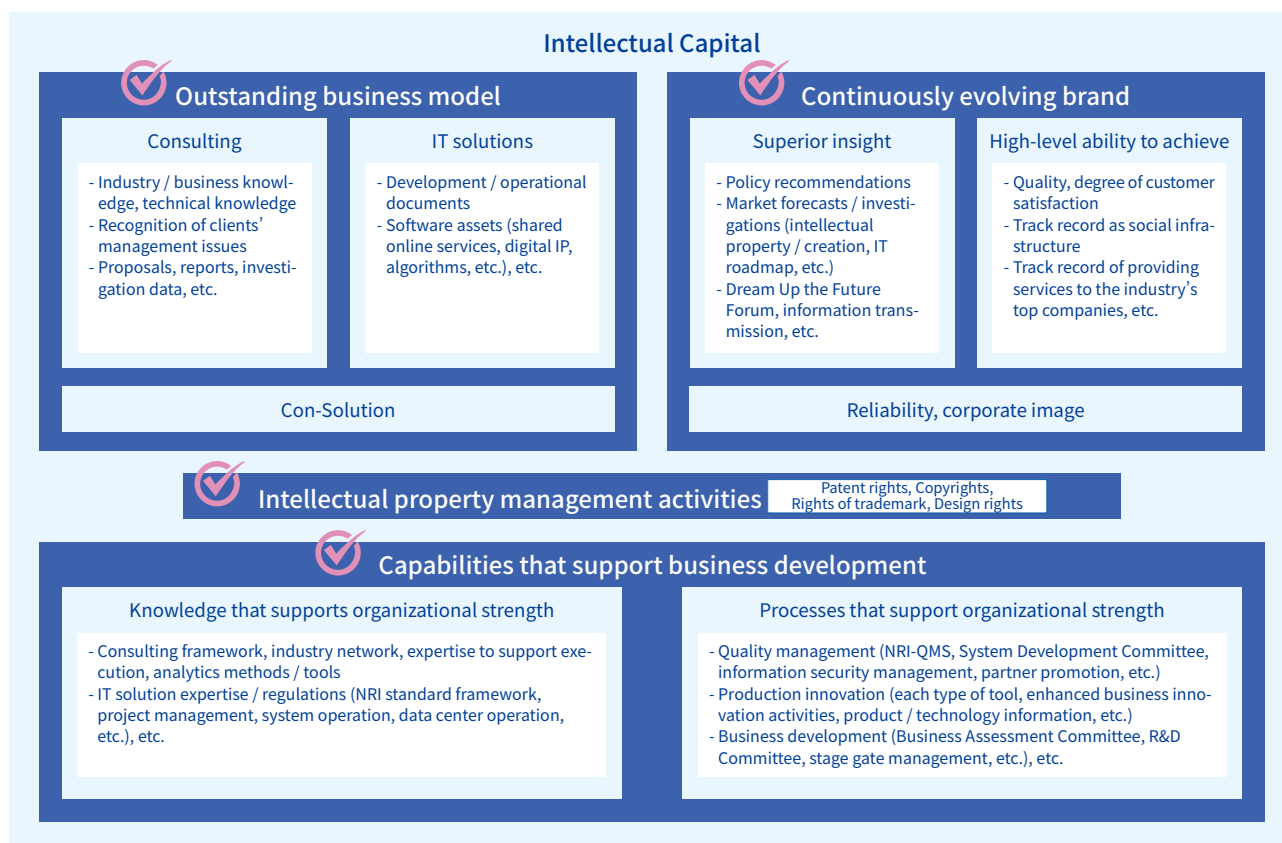 Intellectual Capital
Outstanding business model
Consulting
- Industry / business knowl-
edge, technical knowledge
- Recognition of clients’
management issues
- Proposals, reports, investi-
gation data, etc.
IT solutions
- Development / operational
documents
- Software assets (shared
online services, digital IP,
algorithms, etc.), etc.
Con-Solution
Continuously evolving brand
Superior insight
- Policy recommendations
- Market forecasts / investi-
gations (intellectual
property / creation, IT
roadmap, etc.)
- Dream Up the Future
Forum, information trans-
mission, etc.
High-level ability to achieve
- Quality, degree of customer
satisfaction
- Track record as social infra-
structure
- Track record of providing
services to the industry’s
top companies, etc.
Reliability, corporate image
Intellectual property management activities
Patent rights, Copyrights,
Rights of trademark, Design rights
Capabilities that support business development
Knowledge that supports organizational strength
- Consulting framework, industry network, expertise to support exe-
cution, analytics methods / tools
- IT solution expertise / regulations (NRI standard framework,
project management, system operation, data center operation,
etc.), etc.
Processes that support organizational strength
- Quality management (NRI-QMS, System Development Committee,
information security management, partner promotion, etc.)
- Production innovation (each type of tool, enhanced business inno-
vation activities, product / technology information, etc.)
- Business development (Business Assessment Committee, R&D
Committee, stage gate management, etc.), etc.